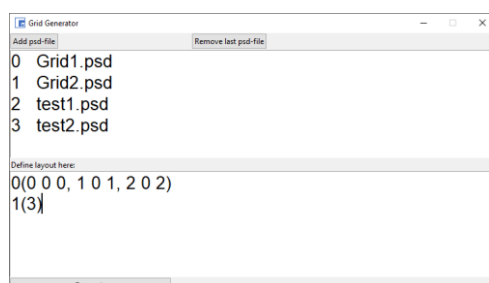 Grid Generator
Add psd-file Remove last psd-file
0 Grid1.psd
1 Grid2.psd
2 test1.psd
3 test2.psd
Define layout here:
0(0 0 0, 1 0 1, 2 0 2)
1(3)